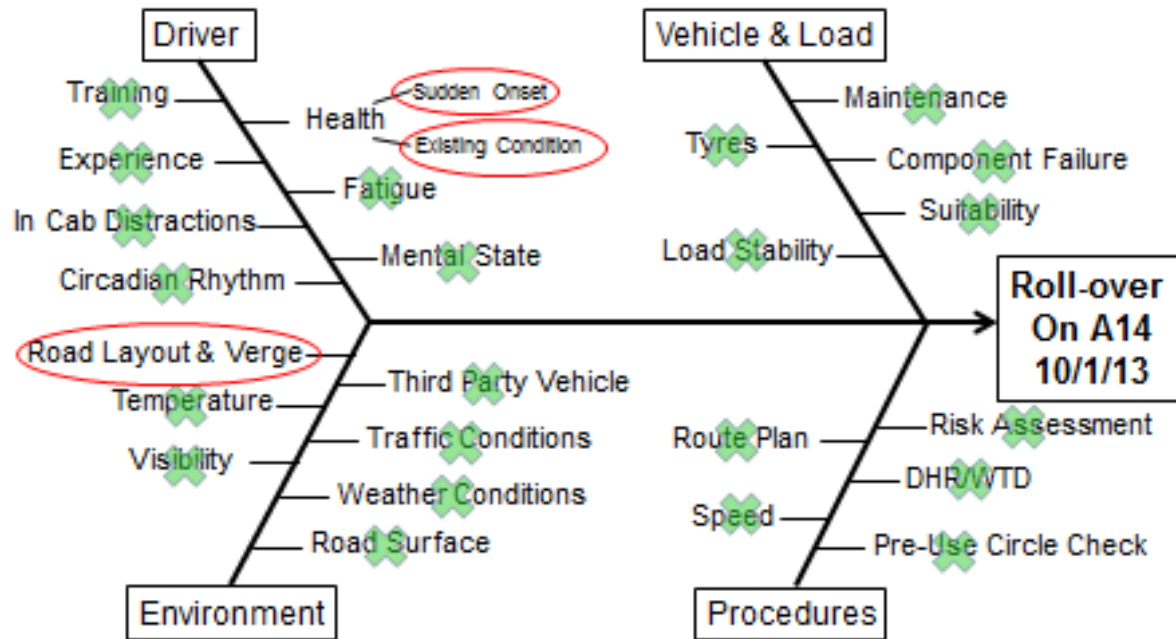 Driver
Vehicle & Load
Training
Health
Sudden Onset
Existing Condition
Experience
Fatigue
In Cab Distractions
Mental State
Circadian Rhythm
Maintenance
Tyres
Component Failure
Suitability
Load Stability
Roll-over
On A14
10/1/13
Road Layout & Verge
Third Party Vehicle
Temperature
Traffic Conditions
Visibility
Weather Conditions
Road Surface
Risk Assessment
Route Plan
DHR/WTD
Speed
Pre-Use Circle Check
Environment
Procedures